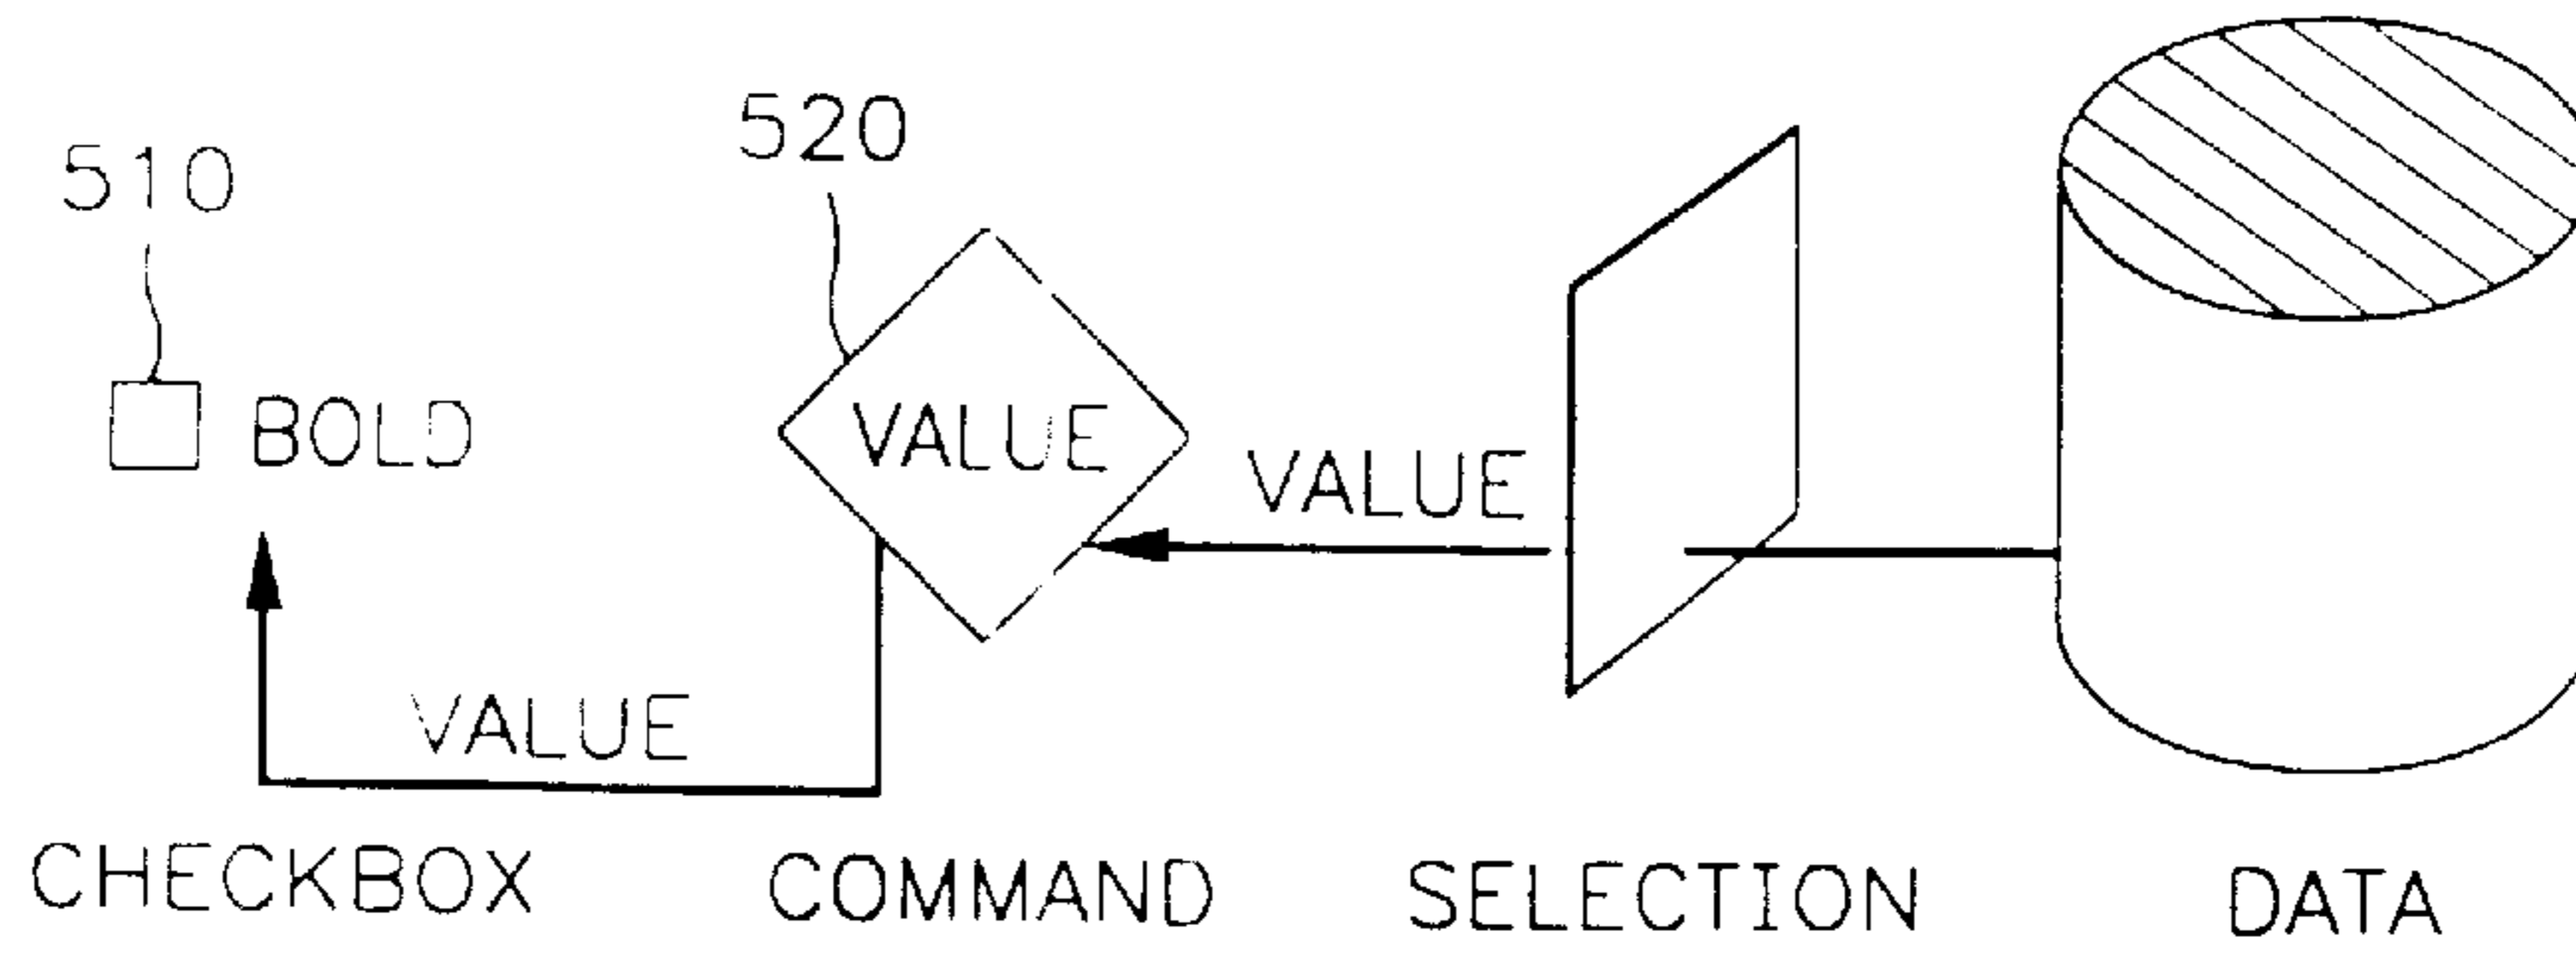 510
520
BOLD
VALUE
VALUE
VALUE
CHECKBOX COMMAND SELECTION DATA